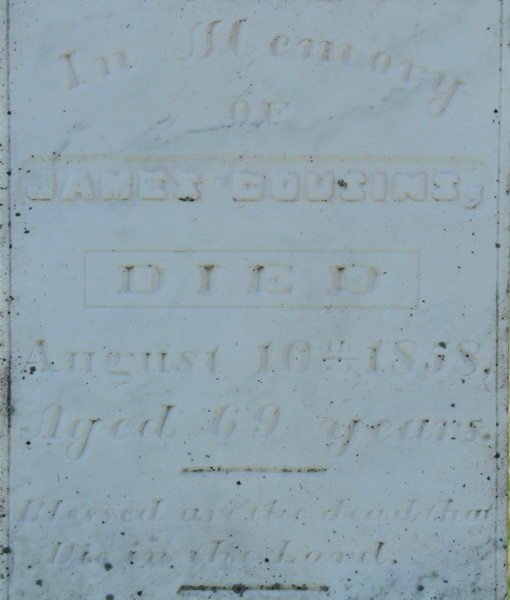 In Memory
OF
JAMES COUSINS,
DIED
August 10th 1858,
Aged 69 years.
Blessed are the dead that
Die in the Lord.